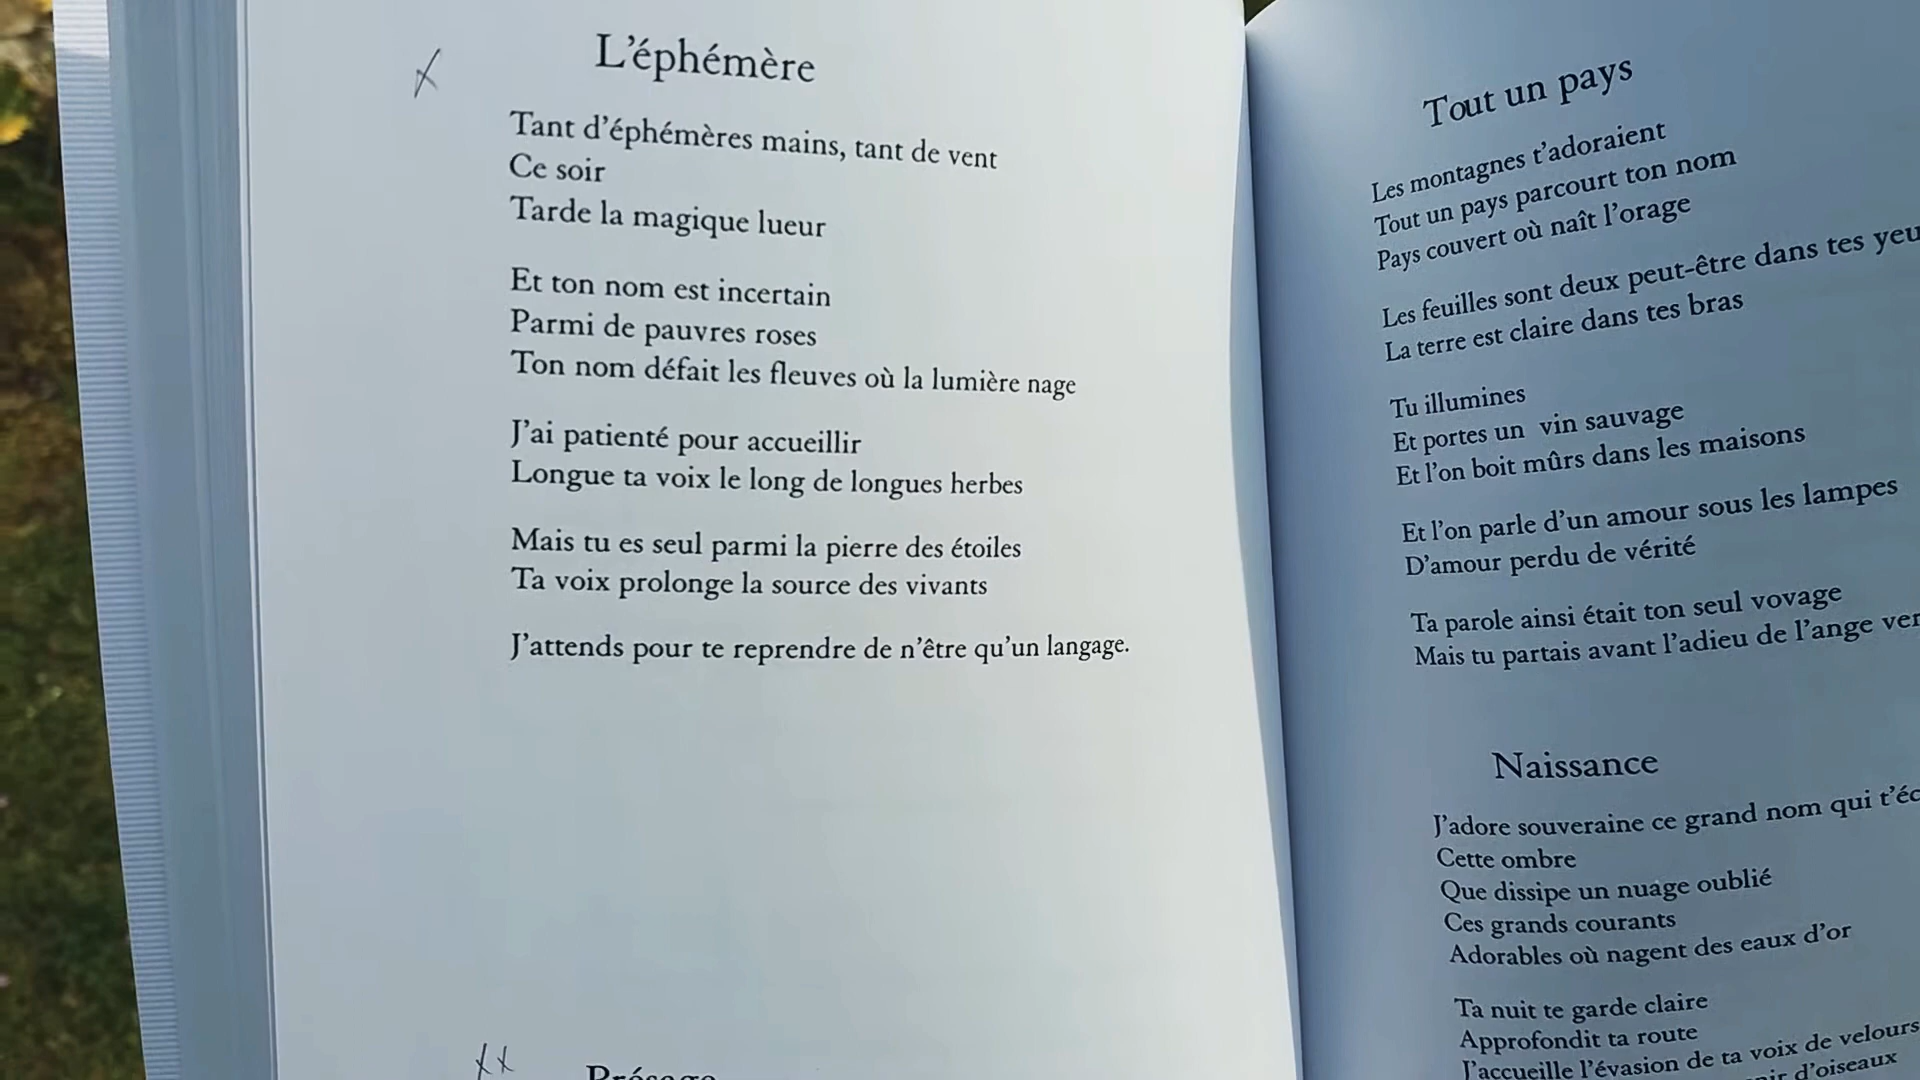 L'éphémère
Tant d'éphémères mains, tant de vent
Ce soir
Tarde la magique lueur
Et ton nom est incertain
Parmi de pauvres roses
Ton nom défait les fleuves où la lumière nage
J'ai patienté pour accueillir
Longue ta voix le long de longues herbes
Mais tu es seul parmi la pierre des étoiles
Ta voix prolonge la source des vivants
J'attends pour te reprendre de n'être qu'un langage.
Tout un pays
Les montagnes t'adoraient
Tout un pays parcourt ton nom
Pays couvert où naît l'orage
Les feuilles sont deux peut-être dans tes
La terre est claire dans tes bras
Tu illumines
Et portes un vin sauvage
Et l'on boit mûrs dans les maisons
Et l'on parle d'un amour sous les lampes
D'amour perdu de vérité
Ta parole ainsi était ton seul vovage
Mais tu partais avant l'adieu de l'ange
Naissance
J'adore souveraine ce grand nom qui
Cette ombre
Que dissipe un nuage oublié
Ces grands courants
Adorables où nagent des eaux d'or
Ta nuit te garde claire
Approfondit ta route
J'accueille l'évasion de ta voix de velours
d'oiseaux